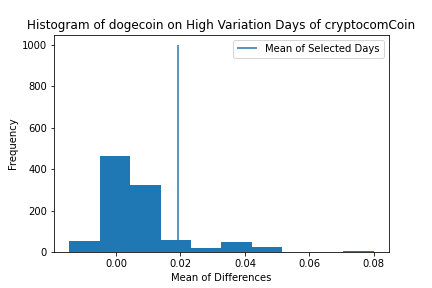 Histogram of dogecoin on High Variation Days of cryptocomCoin
Mean of Selected Days
Frequency
1000
800
600
400
200
0
0.00 0.02 0.04 0.06 0.08
Mean of Differences